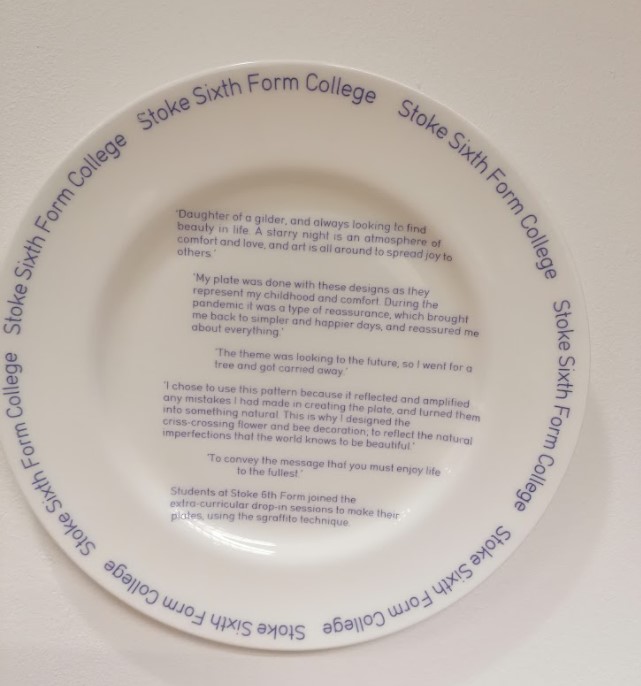 Stoke Sixth Form College
Stoke Sixth Form College
Stoke Sixth Form College
Stoke Sixth Form College
Stoke Sixth Form College
Stoke Sixth Form College
Stoke Sixth Form College
Stoke Sixth Form College
'Daughter of a gilder, and always looking to find
beauty in life. A starry night is an atmosphere of
comfort and love, and art is all around to spread joy to
others.'
'My plate was done with these designs as they
represent my childhood and comfort. During the
pandemic it was a type of reassurance, which brought
me back to simpler and happier days, and reassured me
about everything.'
'The theme was looking to the future, so I went for a
tree and got carried away.'
'I chose to use this pattern because it reflected and amplified
any mistakes I had made in creating the plate, and turned them
into something natural. This is why I designed the
criss-crossing flower and bee decoration; to reflect the natural
imperfections that the world knows to be beautiful.'
'To convey the message that you must enjoy life
to the fullest.'
Students at Stoke 6th Form joined the
extra-curricular drop-in sessions to make their
plates, using the sgraffito technique.